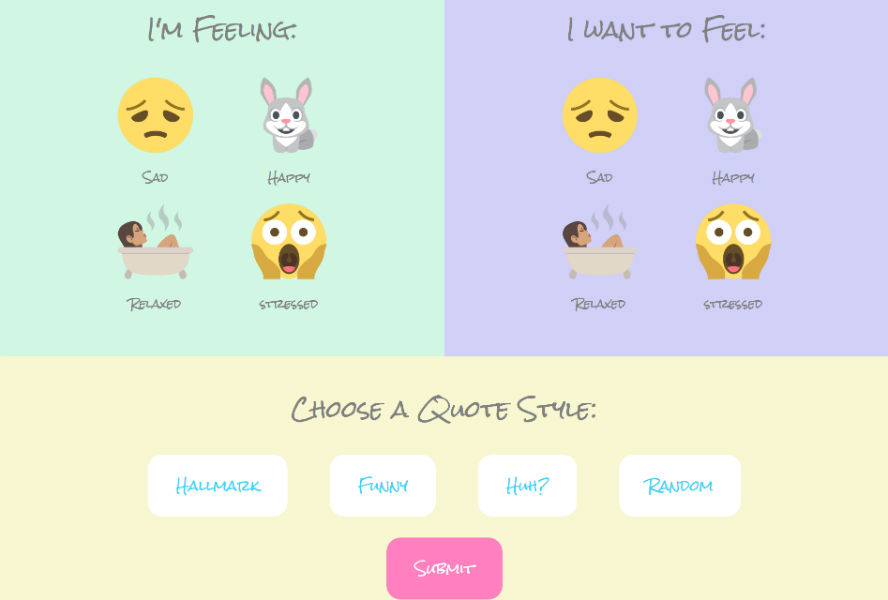 I'm Feeling:
Sad
Happy
Relaxed
stressed
I want to Feel:
Sad
Happy
Relaxed
stressed
Choose a Quote Style:
Hallmark
Funny
Huh?
Random
Submit